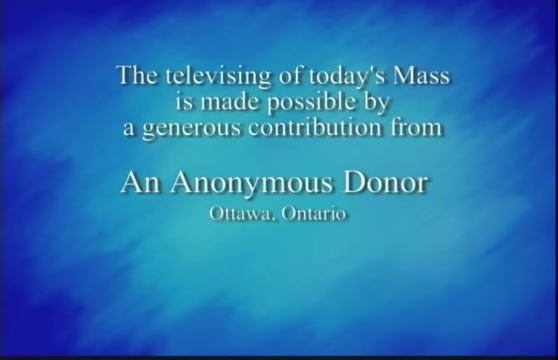 The televising of today's Mass
is made possible by
a generous contribution from
An Anonymous Donor
Ottawa, Ontario